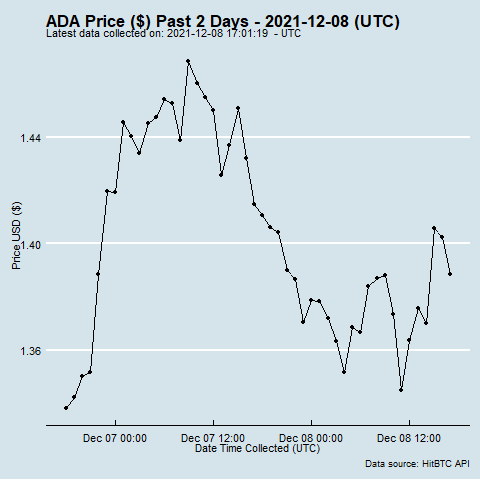 ADA Price ($) Past 2 Days - 2021-12-08 (UTC)
Latest data collected on: 2021-12-08 17:01:19 - UTC
1.44
1.40
1.36
Price USD ($)
Dec 07 00:00 Dec 07 12:00 Dec 08 00:00 Dec 08 12:00
Date Time Collected (UTC)
Data source: HitBTC API